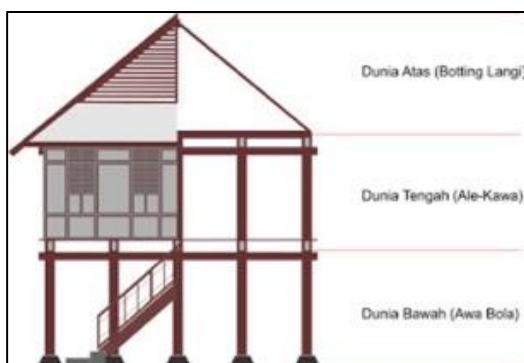 Dunia Atas (Botting Langi)
Dunia Tengah (Ale-Kawa)
Dunia Bawah (Awa Bola)